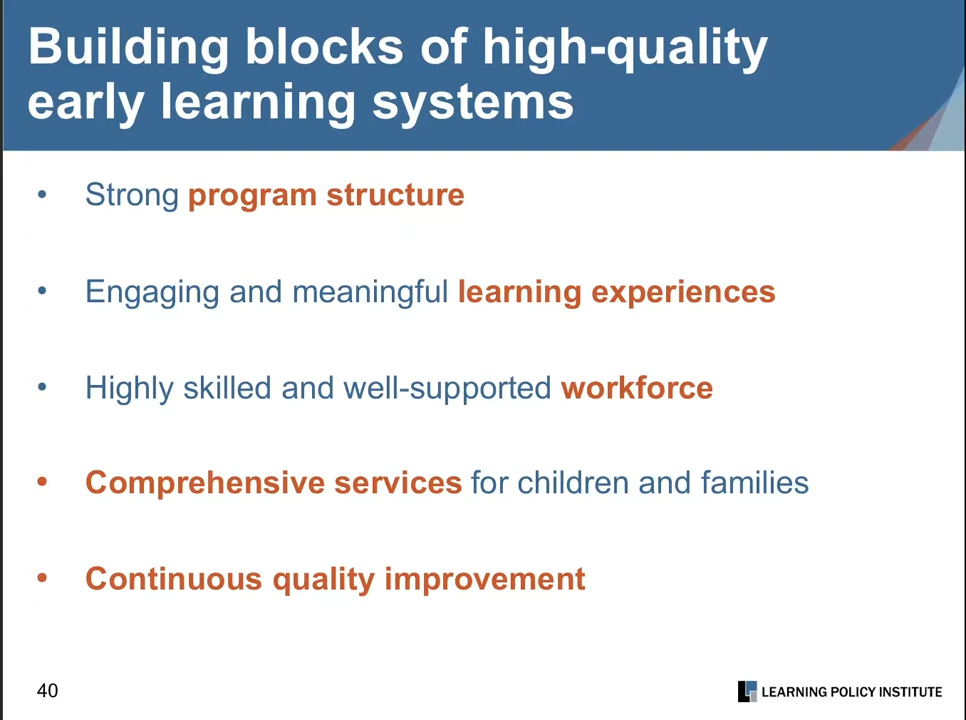 Building blocks of high-quality
early learning systems
• Strong program structure
• Engaging and meaningful learning experiences
• Highly skilled and well-supported workforce
• Comprehensive services for children and families
• Continuous quality improvement
40
LEARNING POLICY INSTITUTE